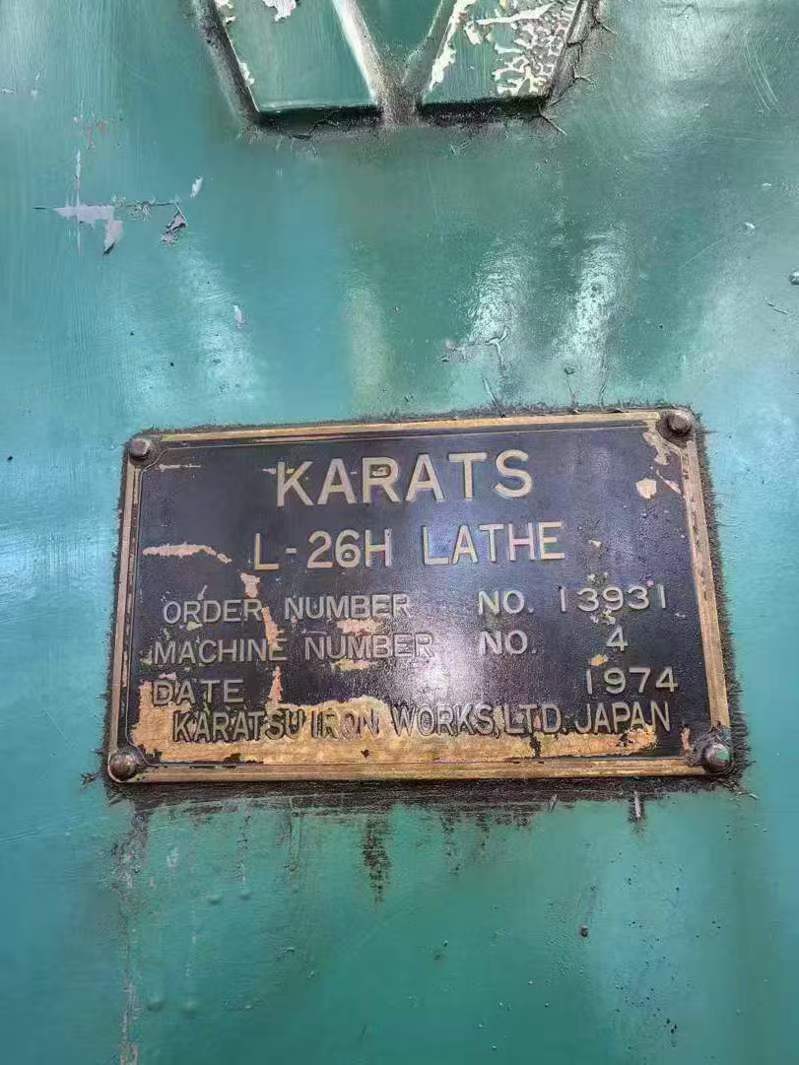 KARATS
L-26H LATHE
ORDER NUMBER NO. 13931
MACHINE NUMBER NO. 4
DATE 1974
KARATSU IRON WORKS, LTD. JAPAN